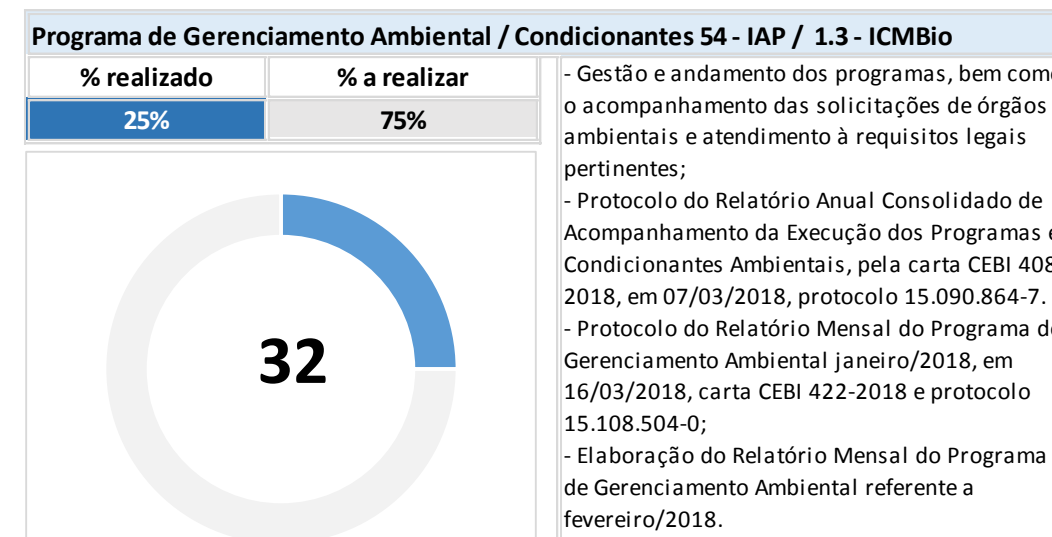 Programa de Gerenciamento Ambiental / Condicionantes 54 - IAP / 1.3 - ICMBio
% realizado % a realizar
25% 75%
32
- Gestão e andamento dos programas, bem como
o acompanhamento das solicitações de órgãos
ambientais e atendimento à requisitos legais
pertinentes;
- Protocolo do Relatório Anual Consolidado de
Acompanhamento da Execução dos Programas e
Condicionantes Ambientais, pela carta CEBI 408
2018, em 07/03/2018, protocolo 15.090.864-7.
- Protocolo do Relatório Mensal do Programa de
Gerenciamento Ambiental janeiro/2018, em
16/03/2018, carta CEBI 422-2018 e protocolo
15.108.504-0;
- Elaboração do Relatório Mensal do Programa
de Gerenciamento Ambiental referente a
fevereiro/2018.